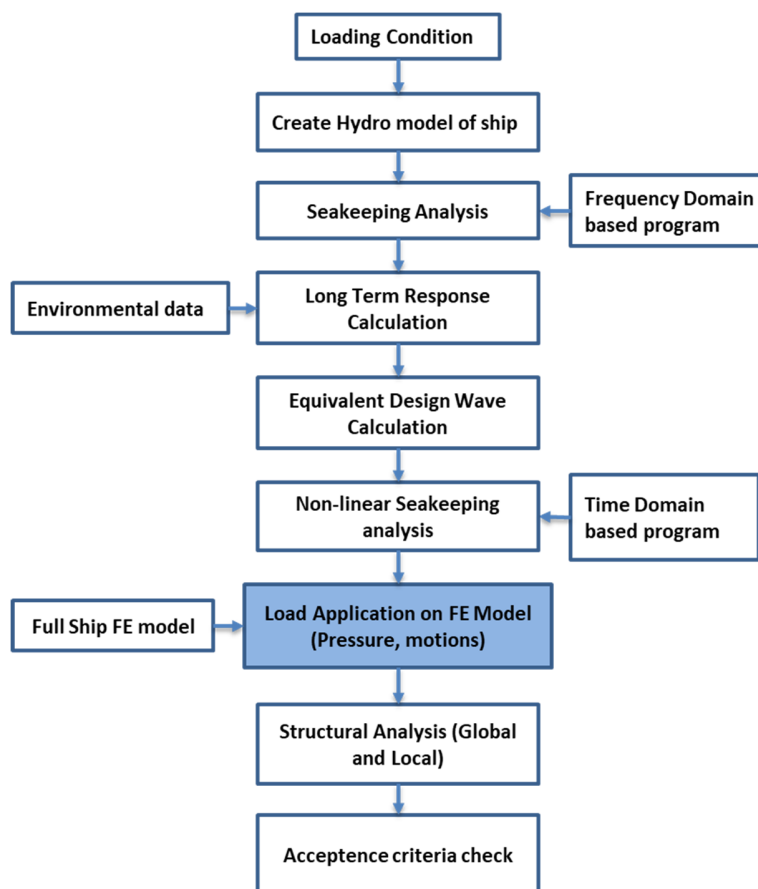 Loading Condition
Create Hydro model of ship
Seakeeping Analysis
Frequency Domain
based program
Environmental data
Long Term Response
Calculation
Equivalent Design Wave
Calculation
Non-linear Seakeeping
analysis
Time Domain
based program
Full Ship FE model
Load Application on FE Model
(Pressure, motions)
Structural Analysis (Global
and Local)
Acceptence criteria check